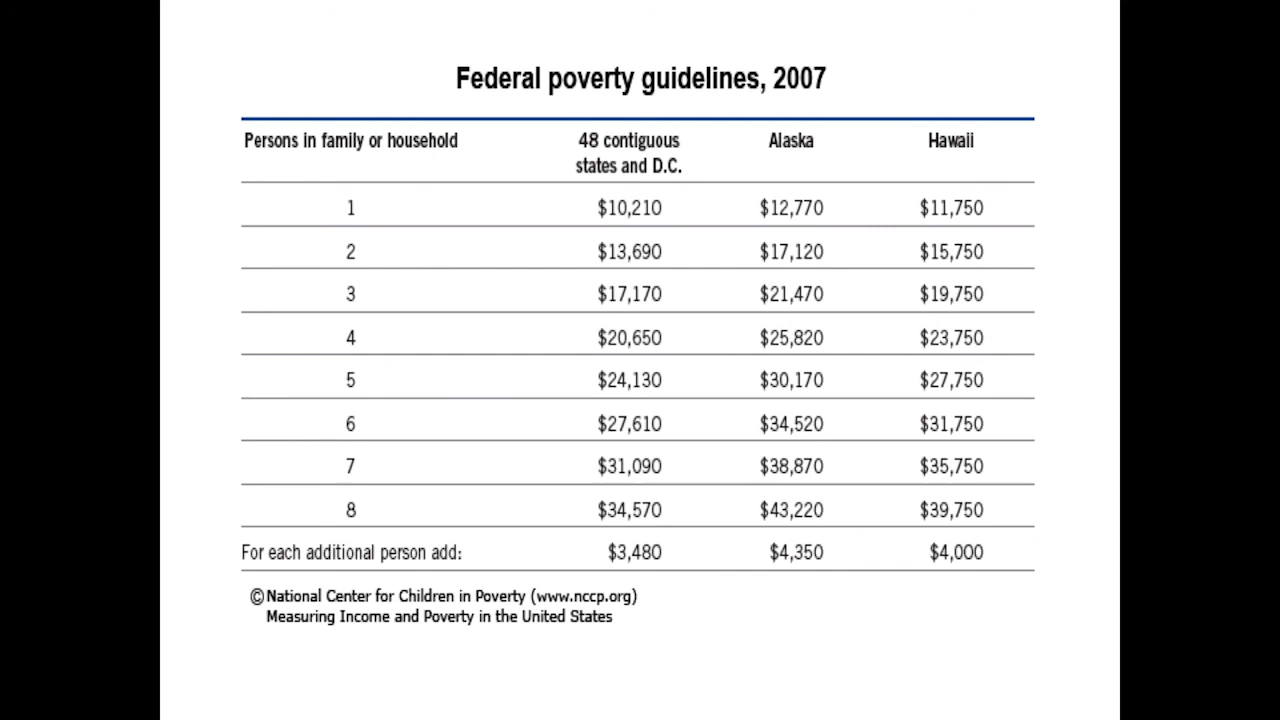 Federal poverty guidelines, 2007
Persons in family or household 48 contiguous states and D.C. Alaska Hawaii
1 $10,210 $12,770 $11,750
2 $13,690 $17,120 $15,750
3 $17,170 $21,470 $19,750
4 $20,650 $25,820 $23,750
5 $24,130 $30,170 $27,750
6 $27,610 $34,520 $31,750
7 $31,090 $38,870 $35,750
8 $34,570 $43,220 $39,750
For each additional person add: $3,480 $4,350 $4,000
© National Center for Children in Poverty (www.nccp.org)
Measuring Income and Poverty in the United States